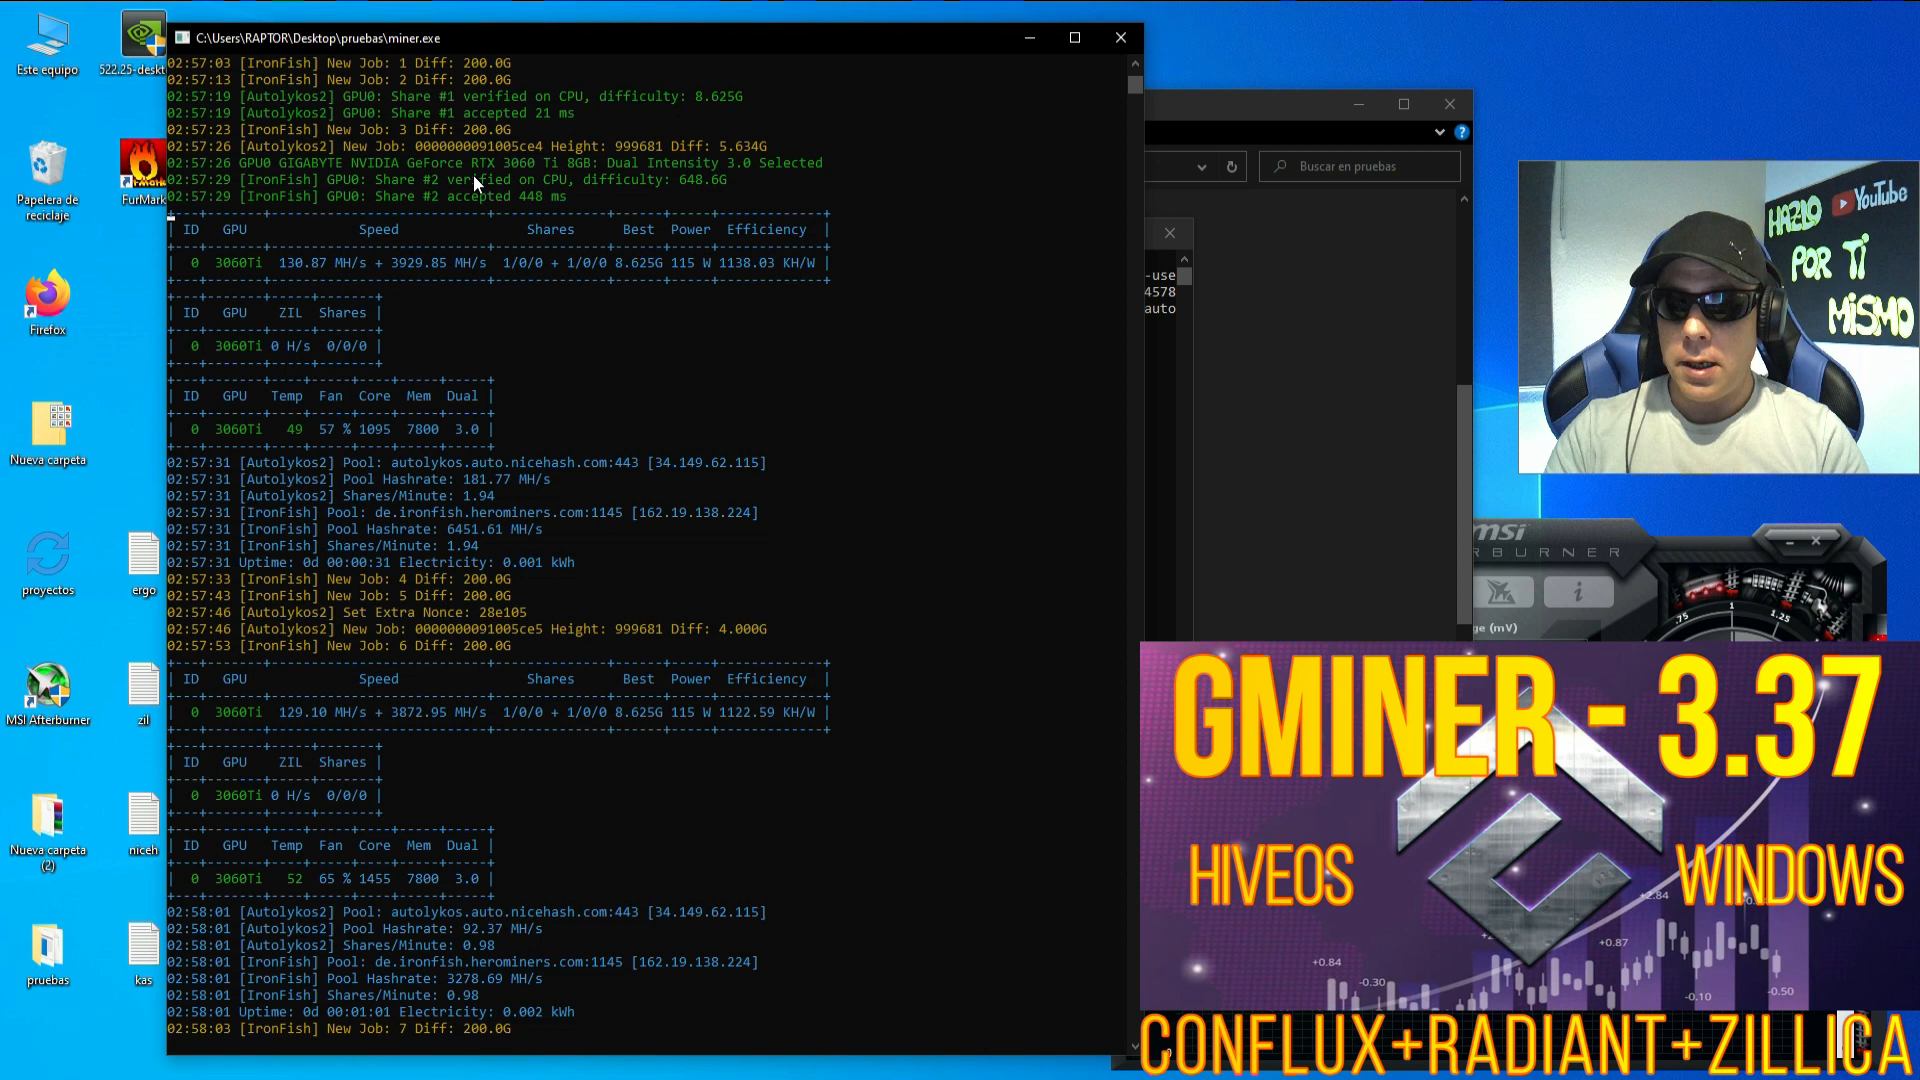 Este equipo
522.25-deskt
Papelera de
reciclaje
FurMark
Firefox
Nueva carpeta
proyectos
ergo
MSI Afterburner
zil
Nueva carpeta
(2)
niceh
pruebas
kas
C:\Users\RAPTOR\Desktop\pruebas\miner.exe
02:57:03 [IronFish] New Job: 1 Diff: 200.0G
02:57:13 [IronFish] New Job: 2 Diff: 200.0G
02:57:19 [Autolykos2] GPU0: Share #1 verified on CPU, difficulty: 8.625G
02:57:19 [Autolykos2] GPU0: Share #1 accepted 21 ms
02:57:23 [IronFish] New Job: 3 Diff: 200.0G
02:57:26 [Autolykos2] New Job: 0000000091005ce4 Height: 999681 Diff: 5.634G
02:57:26 GPU0 GIGABYTE NVIDIA GeForce RTX 3060 Ti 8GB: Dual Intensity 3.0 Selected
02:57:29 [IronFish] GPU0: Share #2 verified on CPU, difficulty: 648.6G
02:57:29 [IronFish] GPU0: Share #2 accepted 448 ms
ID GPU Speed Shares Best Power Efficiency
0 3060Ti 130.87 MH/s + 3929.85 MH/s 1/0/0 + 1/0/0 8.625G 115 W 1138.03 KH/W
ID GPU ZIL Shares
0 3060Ti 0 H/s 0/0/0
ID GPU Temp Fan Core Mem Dual
0 3060Ti 49 57 % 1095 7800 3.0
02:57:31 [Autolykos2] Pool: autolykos.auto.nicehash.com:443 [34.149.62.115]
02:57:31 [Autolykos2] Pool Hashrate: 181.77 MH/s
02:57:31 [Autolykos2] Shares/Minute: 1.94
02:57:31 [IronFish] Pool: de.ironfish.herominers.com:1145 [162.19.138.224]
02:57:31 [IronFish] Pool Hashrate: 6451.61 MH/s
02:57:31 [IronFish] Shares/Minute: 1.94
02:57:31 Uptime: 0d 00:00:31 Electricity: 0.001 kWh
02:57:33 [IronFish] New Job: 4 Diff: 200.0G
02:57:43 [IronFish] New Job: 5 Diff: 200.0G
02:57:46 [Autolykos2] Set Extra Nonce: 28e105
02:57:46 [Autolykos2] New Job: 0000000091005ce5 Height: 999681 Diff: 4.000G
02:57:53 [IronFish] New Job: 6 Diff: 200.0G
ID GPU Speed Shares Best Power Efficiency
0 3060Ti 129.10 MH/s + 3872.95 MH/s 1/0/0 + 1/0/0 8.625G 115 W 1122.59 KH/W
ID GPU ZIL Shares
0 3060Ti 0 H/s 0/0/0
ID GPU Temp Fan Core Mem Dual
0 3060Ti 52 65 % 1455 7800 3.0
02:58:01 [Autolykos2] Pool: autolykos.auto.nicehash.com:443 [34.149.62.115]
02:58:01 [Autolykos2] Pool Hashrate: 92.37 MH/s
02:58:01 [Autolykos2] Shares/Minute: 0.98
02:58:01 [IronFish] Pool: de.ironfish.herominers.com:1145 [162.19.138.224]
02:58:01 [IronFish] Pool Hashrate: 3278.69 MH/s
02:58:01 [IronFish] Shares/Minute: 0.98
02:58:01 Uptime: 0d 00:01:01 Electricity: 0.002 kWh
02:58:03 [IronFish] New Job: 7 Diff: 200.0G
Buscar en pruebas
-use
4578
auto
HAZLO
YouTube
POR TI
MISMO
msi
RBURNER
.75 1 1.25
ge (mV)
GMINER - 3.37
HIVEOS
WINDOWS
+2.84
+0.87
+0.84
-0.30
-0.10
-0.50
CONFLUX+RADIANT+ZILLICA